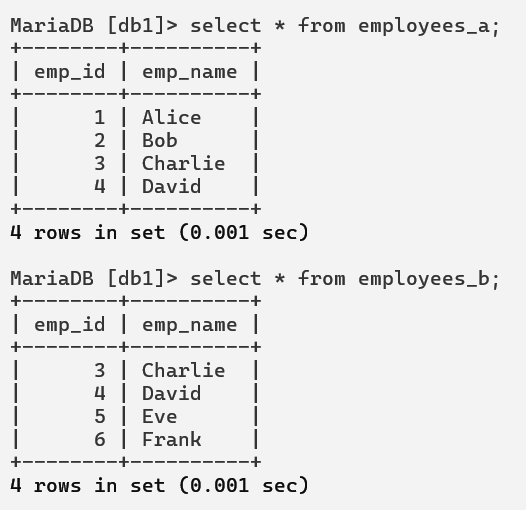 MariaDB [db1]> select * from employees_a;
+--------+----------+
| emp_id | emp_name |
+--------+----------+
|      1 | Alice    |
|      2 | Bob      |
|      3 | Charlie  |
|      4 | David    |
+--------+----------+
4 rows in set (0.001 sec)

MariaDB [db1]> select * from employees_b;
+--------+----------+
| emp_id | emp_name |
+--------+----------+
|      3 | Charlie  |
|      4 | David    |
|      5 | Eve      |
|      6 | Frank    |
+--------+----------+
4 rows in set (0.001 sec)